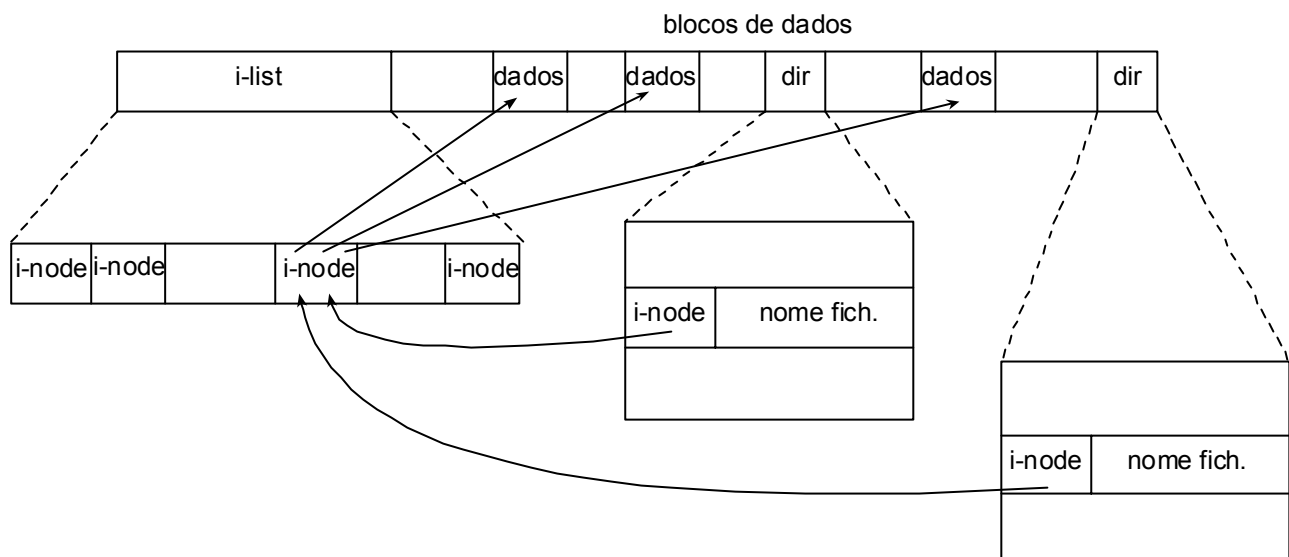 blocos de dados
i-list
dados
dados
dir
dados
dir
i-node
i-node
i-node
i-node
i-node
nome fich.
i-node
nome fich.